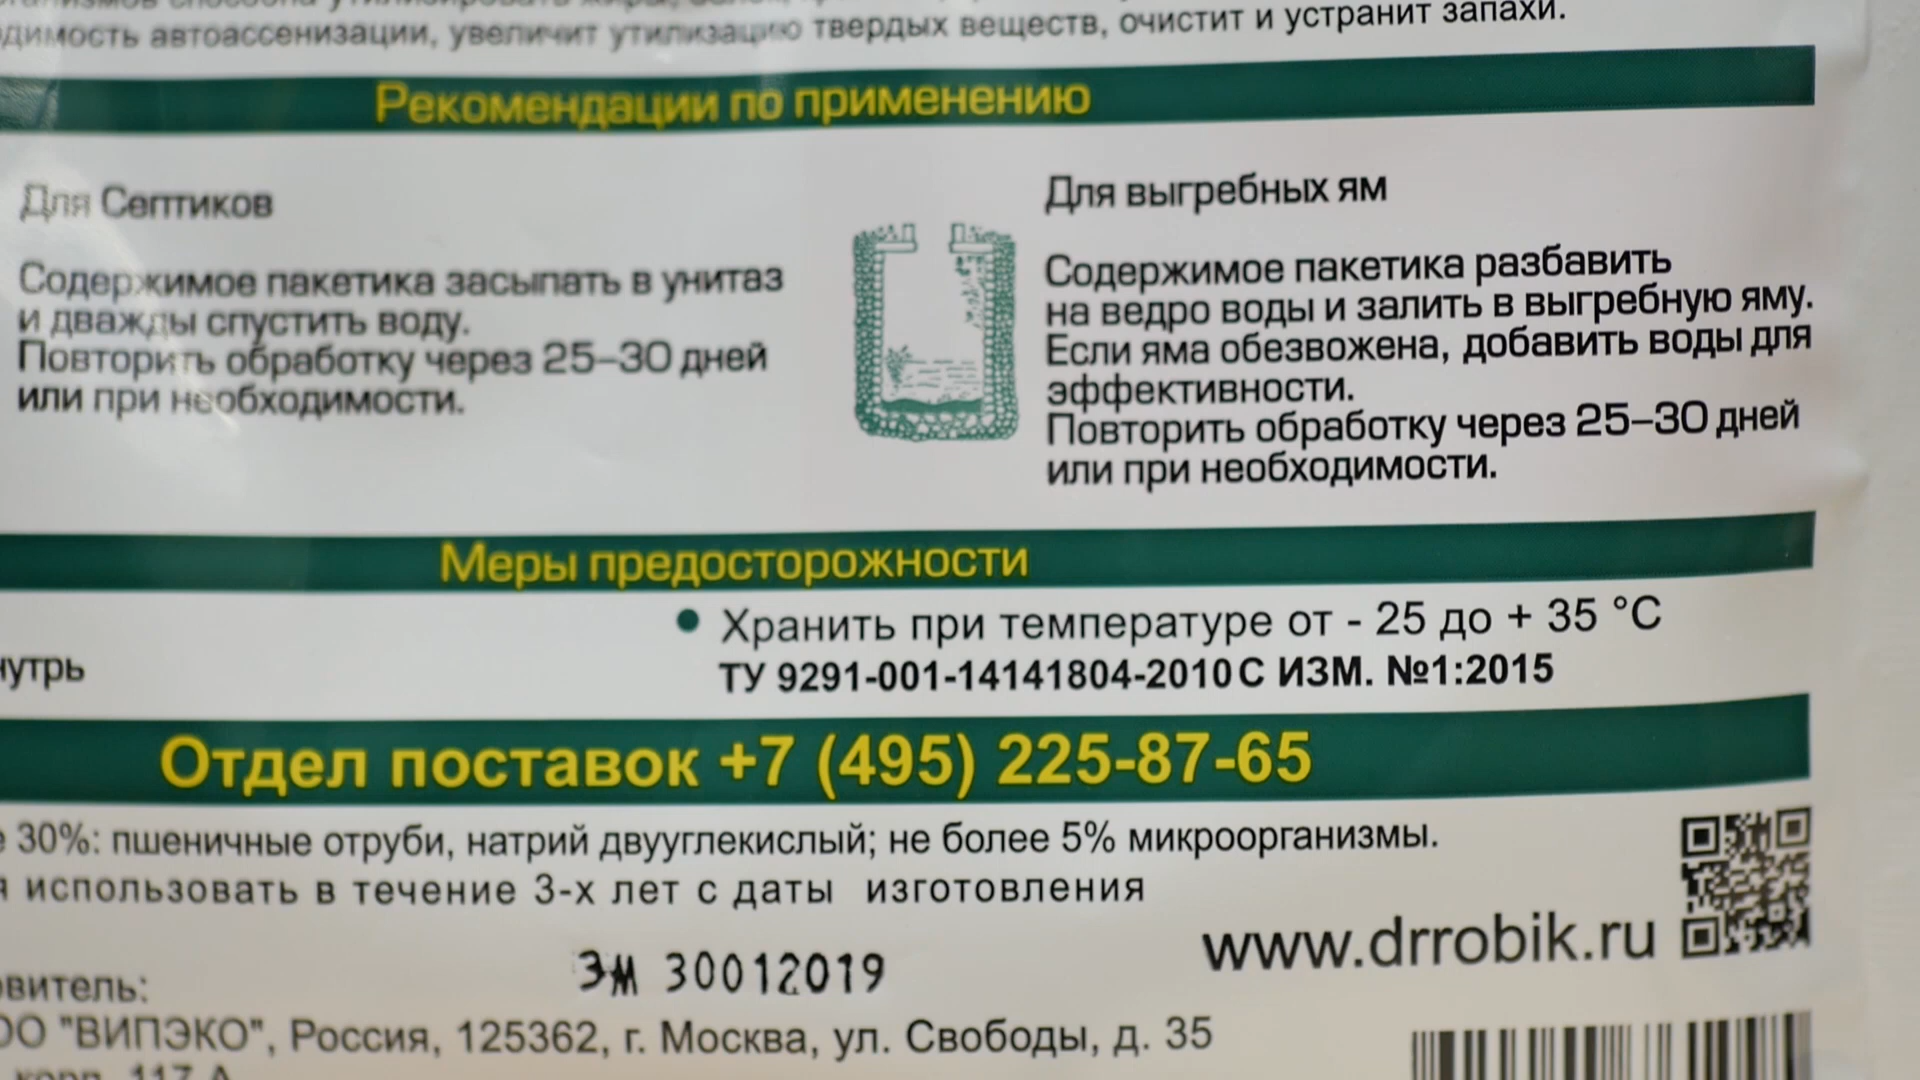 димость автоассенизации, увеличит утилизацию твердых веществ, очистит и устранит запахи.
Рекомендации по применению
Для Септиков
Содержимое пакетика засыпать в унитаз
и дважды спустить воду.
Повторить обработку через 25–30 дней
или при необходимости.
Для выгребных ям
Содержимое пакетика разбавить
на ведро воды и залить в выгребную яму.
Если яма обезвожена, добавить воды для
эффективности.
Повторить обработку через 25–30 дней
или при необходимости.
Меры предосторожности
нутрь
• Хранить при температуре от - 25 до + 35 °С
ТУ 9291-001-14141804-2010 С ИЗМ. №1:2015
Отдел поставок +7 (495) 225-87-65
е 30%: пшеничные отруби, натрий двууглекислый; не более 5% микроорганизмы.
я использовать в течение 3-х лет с даты изготовления
www.drrobik.ru
ЭМ 30012019
овитель:
ОО "ВИПЭКО", Россия, 125362, г. Москва, ул. Свободы, д. 35
корп. 117 А